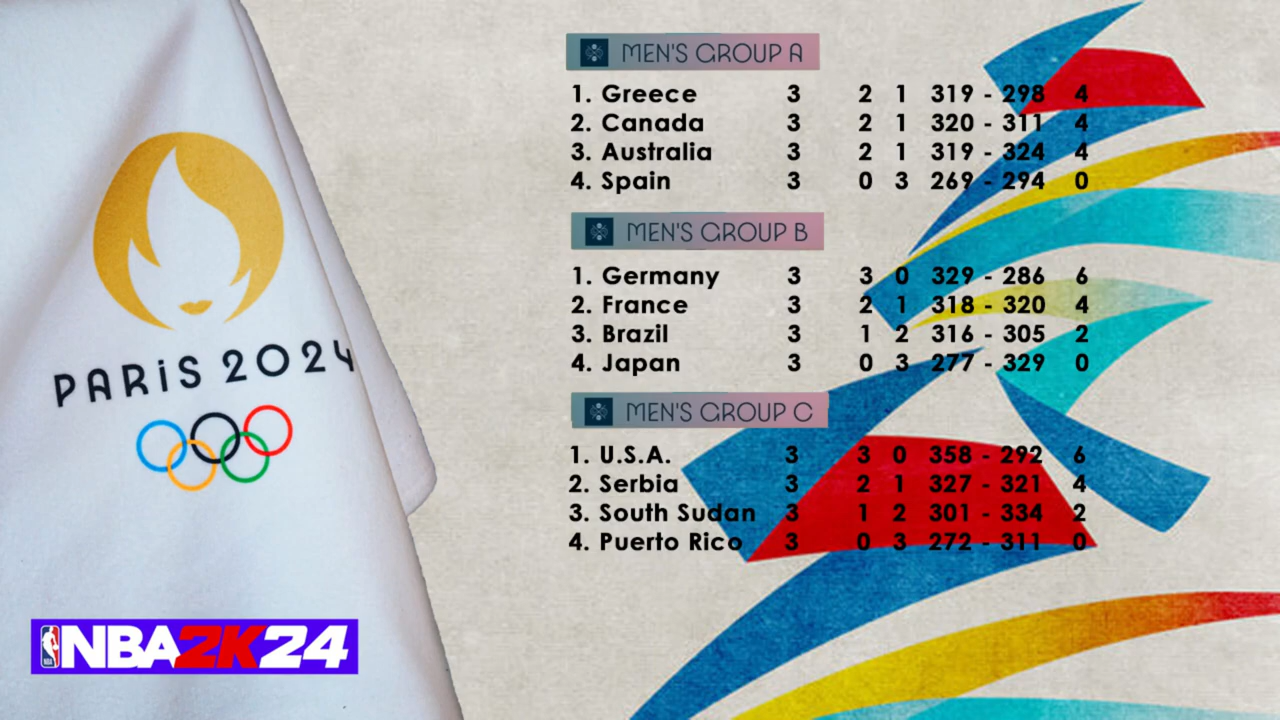 PARIS 2024
NBA
NBA2K24
MEN'S GROUP A
1. Greece 3 2 1 319 - 298 4
2. Canada 3 2 1 320 - 311 4
3. Australia 3 2 1 319 - 324 4
4. Spain 3 0 3 269 - 294 0
MEN'S GROUP B
1. Germany 3 3 0 329 - 286 6
2. France 3 2 1 318 - 320 4
3. Brazil 3 1 2 316 - 305 2
4. Japan 3 0 3 277 - 329 0
MEN'S GROUP C
1. U.S.A. 3 3 0 358 - 292 6
2. Serbia 3 2 1 327 - 321 4
3. South Sudan 3 1 2 301 - 334 2
4. Puerto Rico 3 0 3 272 - 311 0